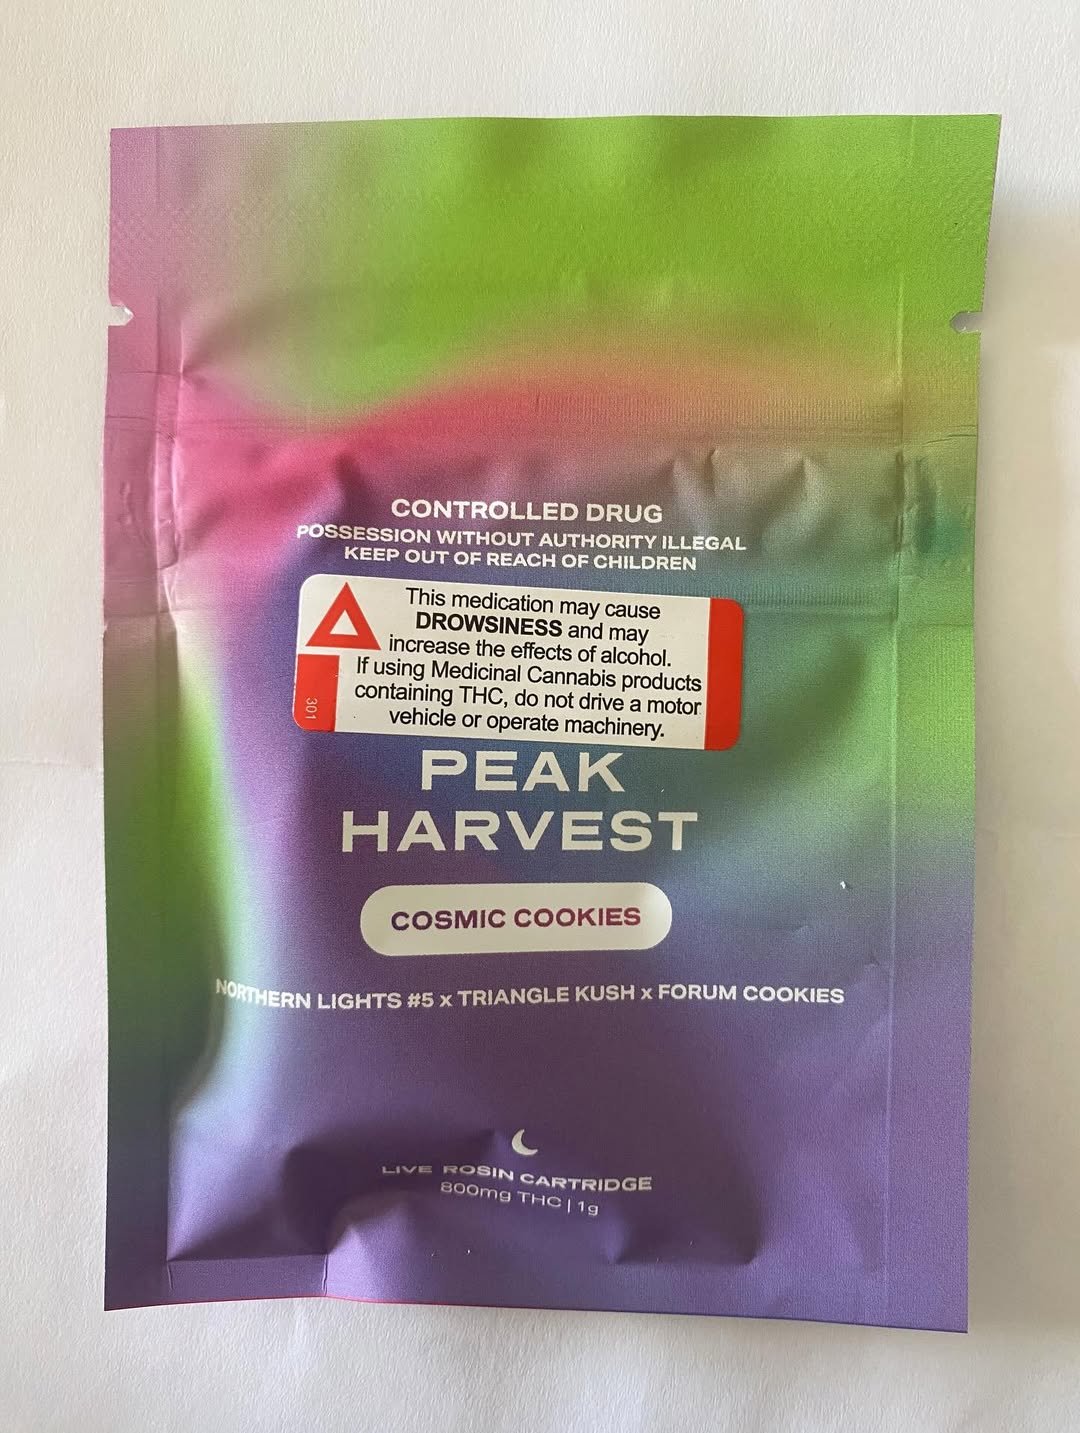 CONTROLLED DRUG
POSSESSION WITHOUT AUTHORITY ILLEGAL
KEEP OUT OF REACH OF CHILDREN
This medication may cause
DROWSINESS and may
increase the effects of alcohol.
If using Medicinal Cannabis products
containing THC, do not drive a motor
vehicle or operate machinery.
301
PEAK
HARVEST
COSMIC COOKIES
NORTHERN LIGHTS #5 x TRIANGLE KUSH x FORUM COOKIES
LIVE ROSIN CARTRIDGE
800mg THC | 1g